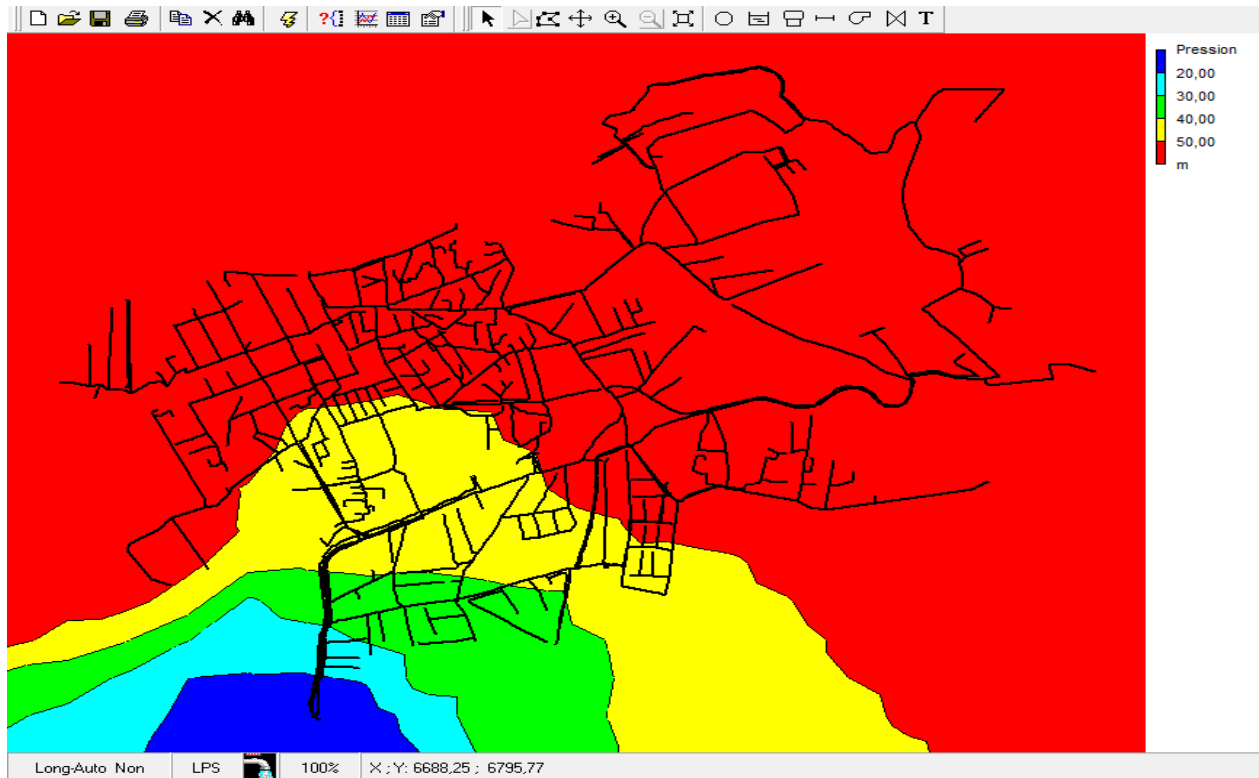 T
Pression
20,00
30,00
40,00
50,00
m
Long-Auto Non LPS 100% X ; Y: 6688,25 ; 6795,77